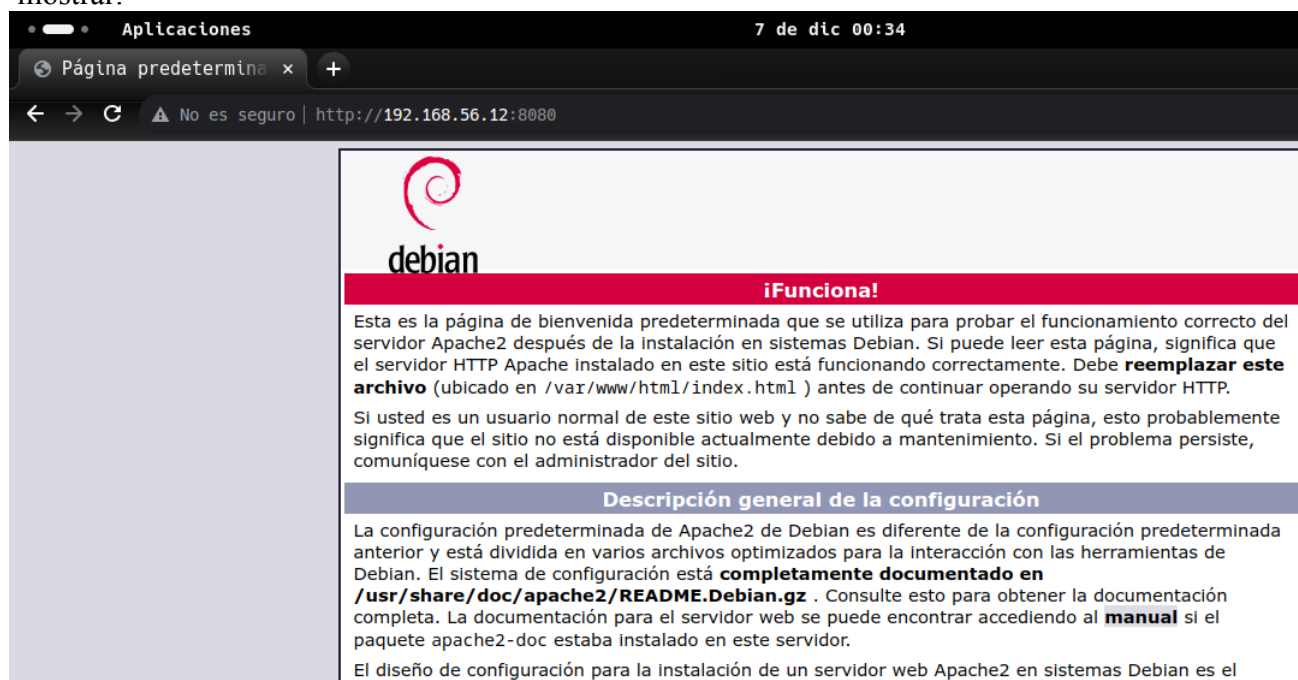 mostrar.
Aplicaciones
7 de dic 00:34
Página predetermina
No es seguro | http://192.168.56.12:8080
debian
¡Funciona!
Esta es la página de bienvenida predeterminada que se utiliza para probar el funcionamiento correcto del
servidor Apache2 después de la instalación en sistemas Debian. Si puede leer esta página, significa que
el servidor HTTP Apache instalado en este sitio está funcionando correctamente. Debe reemplazar este
archivo (ubicado en /var/www/html/index.html ) antes de continuar operando su servidor HTTP.
Si usted es un usuario normal de este sitio web y no sabe de qué trata esta página, esto probablemente
significa que el sitio no está disponible actualmente debido a mantenimiento. Si el problema persiste,
comuníquese con el administrador del sitio.
Descripción general de la configuración
La configuración predeterminada de Apache2 de Debian es diferente de la configuración predeterminada
anterior y está dividida en varios archivos optimizados para la interacción con las herramientas de
Debian. El sistema de configuración está completamente documentado en
/usr/share/doc/apache2/README.Debian.gz . Consulte esto para obtener la documentación
completa. La documentación para el servidor web se puede encontrar accediendo al manual si el
paquete apache2-doc estaba instalado en este servidor.
El diseño de configuración para la instalación de un servidor web Apache2 en sistemas Debian es el